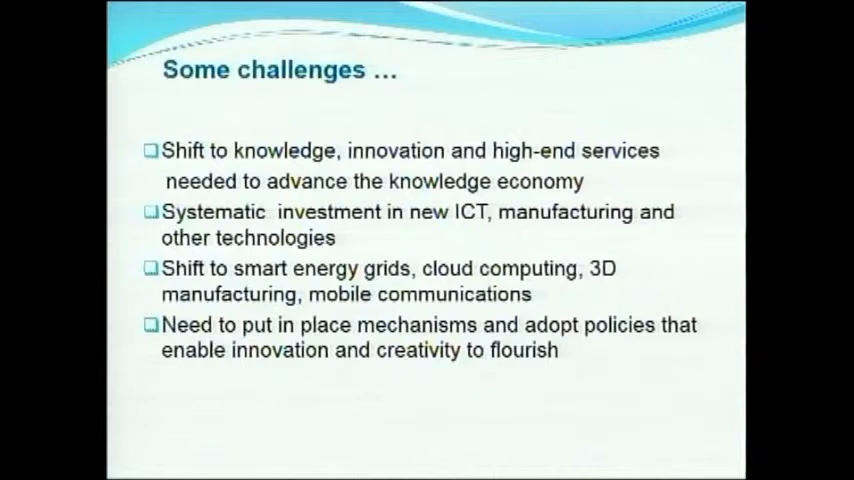 Some challenges …
Shift to knowledge, innovation and high-end services
needed to advance the knowledge economy
Systematic investment in new ICT, manufacturing and
other technologies
Shift to smart energy grids, cloud computing, 3D
manufacturing, mobile communications
Need to put in place mechanisms and adopt policies that
enable innovation and creativity to flourish